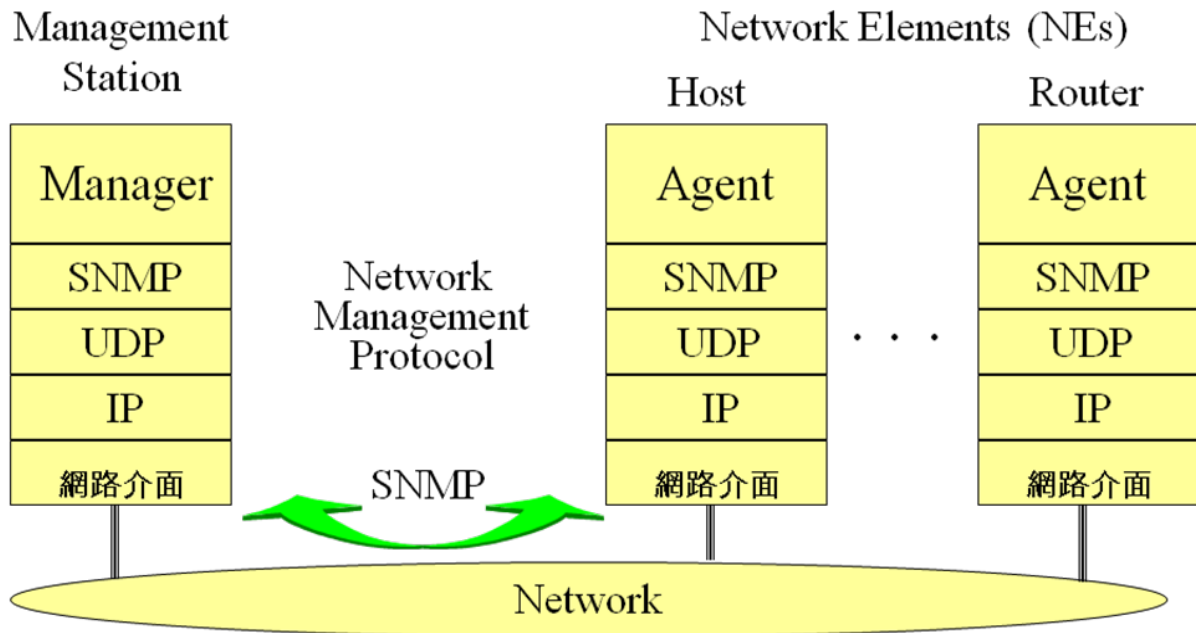 Management
Station
Manager
SNMP
UDP
IP
網路介面
Network
Management
Protocol
SNMP
Network Elements (NEs)
Host
Agent
SNMP
UDP
IP
網路介面
. . .
Router
Agent
SNMP
UDP
IP
網路介面
Network